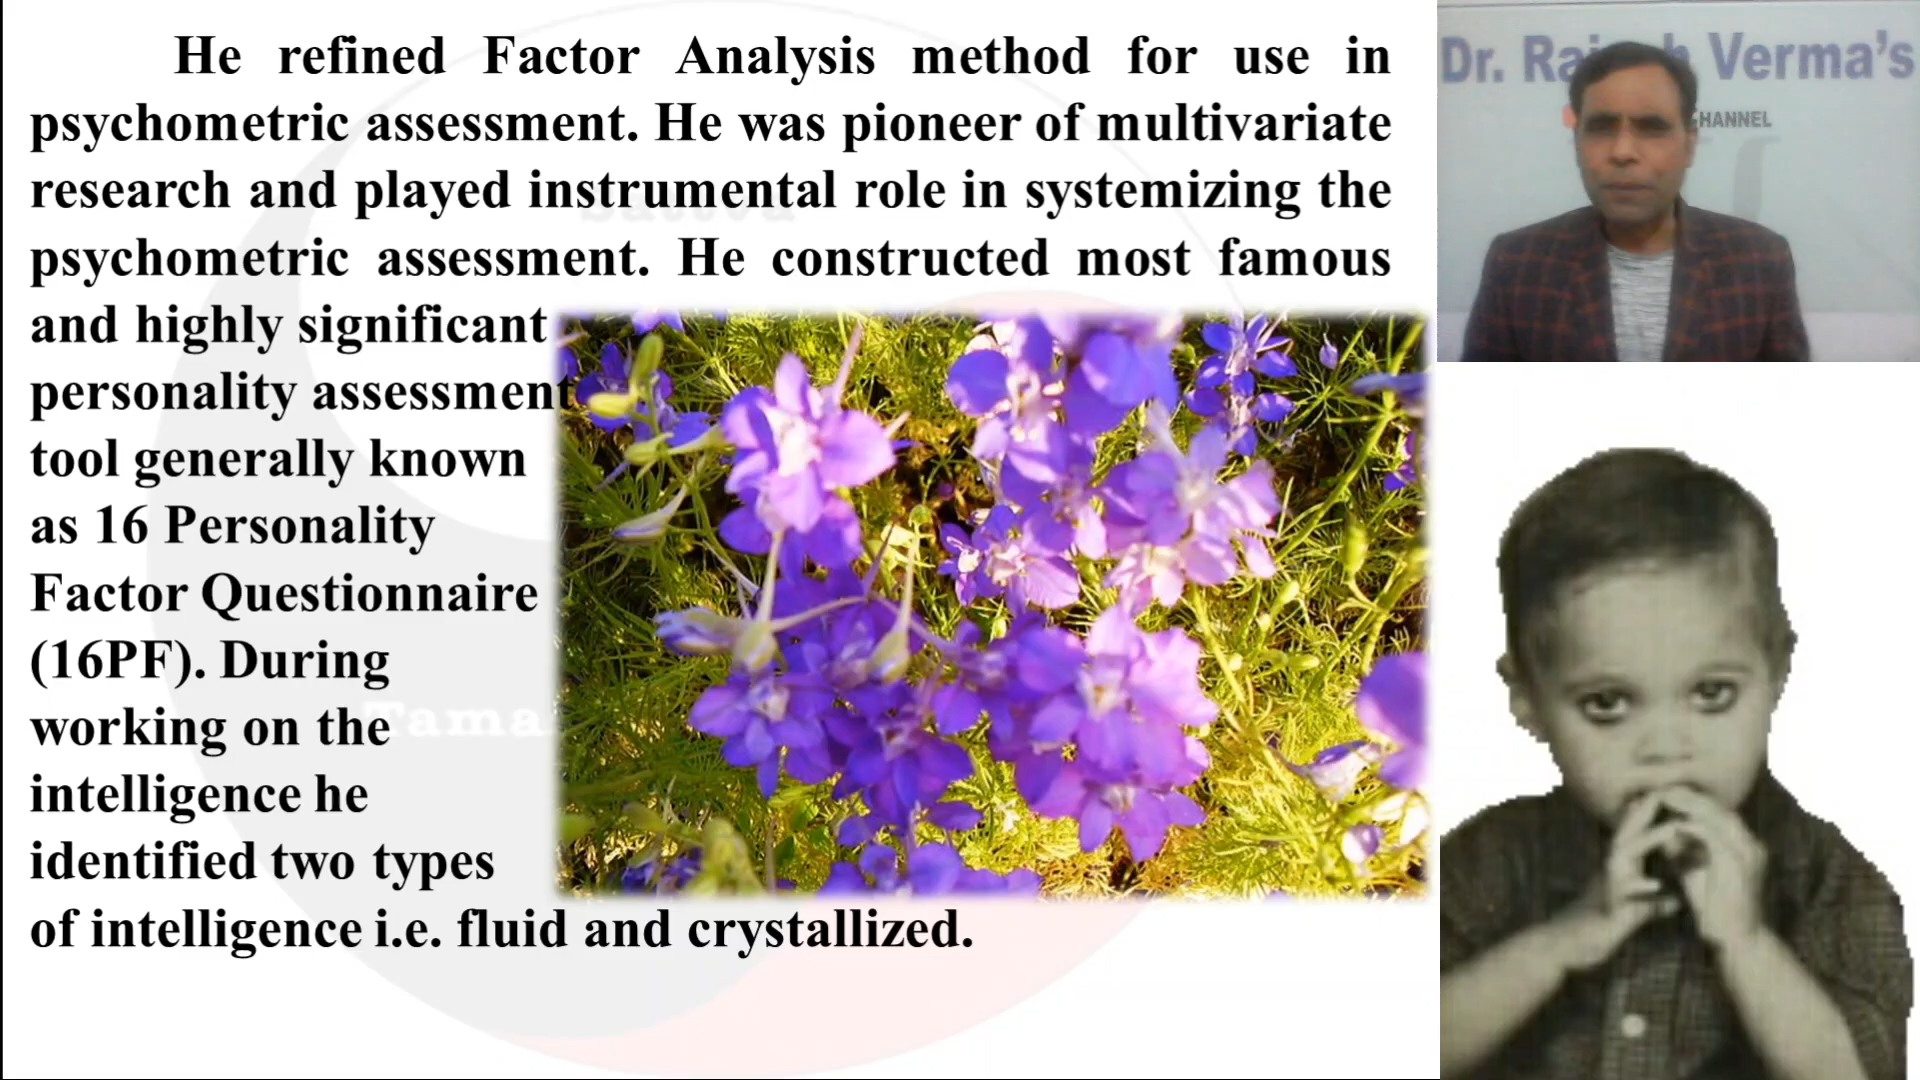 He refined Factor Analysis method for use in
psychometric assessment. He was pioneer of multivariate
research and played instrumental role in systemizing the
psychometric assessment. He constructed most famous
and highly significant
personality assessment
tool generally known
as 16 Personality
Factor Questionnaire
(16PF). During
working on the
intelligence he
identified two types
of intelligence i.e. fluid and crystallized.
Sattva
Dr. Verma's